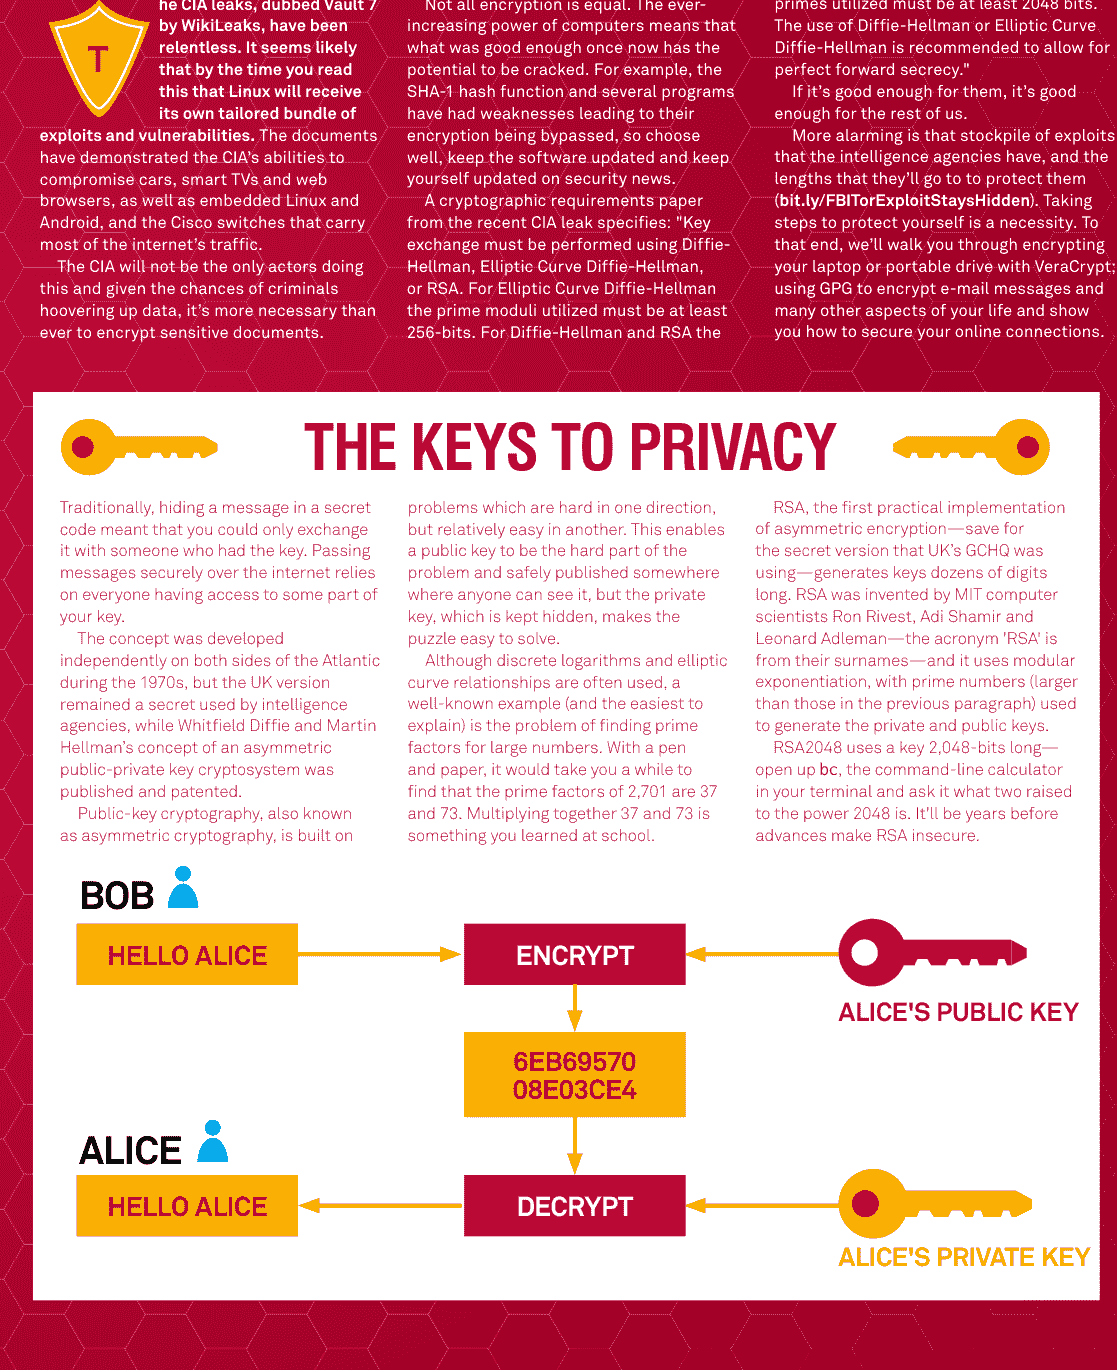 T
he CIA leaks, dubbed Vault 7
by WikiLeaks, have been
relentless. It seems likely
that by the time you read
this that Linux will receive
its own tailored bundle of
exploits and vulnerabilities. The documents
have demonstrated the CIA's abilities to
compromise cars, smart TVs and web
browsers, as well as embedded Linux and
Android, and the Cisco switches that carry
most of the internet's traffic.
The CIA will not be the only actors doing
this and given the chances of criminals
hoovering up data, it's more necessary than
ever to encrypt sensitive documents.
Not all encryption is equal. The ever-
increasing power of computers means that
what was good enough once now has the
potential to be cracked. For example, the
SHA-1 hash function and several programs
have had weaknesses leading to their
encryption being bypassed, so choose
well, keep the software updated and keep
yourself updated on security news.
A cryptographic requirements paper
from the recent CIA leak specifies: "Key
exchange must be performed using Diffie-
Hellman, Elliptic Curve Diffie-Hellman,
or RSA. For Elliptic Curve Diffie-Hellman
the prime moduli utilized must be at least
256-bits. For Diffie-Hellman and RSA the
primes utilized must be at least 2048 bits.
The use of Diffie-Hellman or Elliptic Curve
Diffie-Hellman is recommended to allow for
perfect forward secrecy."
If it's good enough for them, it's good
enough for the rest of us.
More alarming is that stockpile of exploits
that the intelligence agencies have, and the
lengths that they'll go to to protect them
(bit.ly/FBITorExploitStaysHidden). Taking
steps to protect yourself is a necessity. To
that end, we'll walk you through encrypting
your laptop or portable drive with VeraCrypt;
using GPG to encrypt e-mail messages and
many other aspects of your life and show
you how to secure your online connections.
THE KEYS TO PRIVACY
Traditionally, hiding a message in a secret
code meant that you could only exchange
it with someone who had the key. Passing
messages securely over the internet relies
on everyone having access to some part of
your key.
The concept was developed
independently on both sides of the Atlantic
during the 1970s, but the UK version
remained a secret used by intelligence
agencies, while Whitfield Diffie and Martin
Hellman's concept of an asymmetric
public-private key cryptosystem was
published and patented.
Public-key cryptography, also known
as asymmetric cryptography, is built on
problems which are hard in one direction,
but relatively easy in another. This enables
a public key to be the hard part of the
problem and safely published somewhere
where anyone can see it, but the private
key, which is kept hidden, makes the
puzzle easy to solve.
Although discrete logarithms and elliptic
curve relationships are often used, a
well-known example (and the easiest to
explain) is the problem of finding prime
factors for large numbers. With a pen
and paper, it would take you a while to
find that the prime factors of 2,701 are 37
and 73. Multiplying together 37 and 73 is
something you learned at school.
RSA, the first practical implementation
of asymmetric encryption—save for
the secret version that UK's GCHQ was
using—generates keys dozens of digits
long. RSA was invented by MIT computer
scientists Ron Rivest, Adi Shamir and
Leonard Adleman—the acronym 'RSA' is
from their surnames—and it uses modular
exponentiation, with prime numbers (larger
than those in the previous paragraph) used
to generate the private and public keys.
RSA2048 uses a key 2,048-bits long—
open up bc, the command-line calculator
in your terminal and ask it what two raised
to the power 2048 is. It'll be years before
advances make RSA insecure.
BOB
HELLO ALICE
ENCRYPT
ALICE'S PUBLIC KEY
6EB69570
08E03CE4
ALICE
HELLO ALICE
DECRYPT
ALICE'S PRIVATE KEY